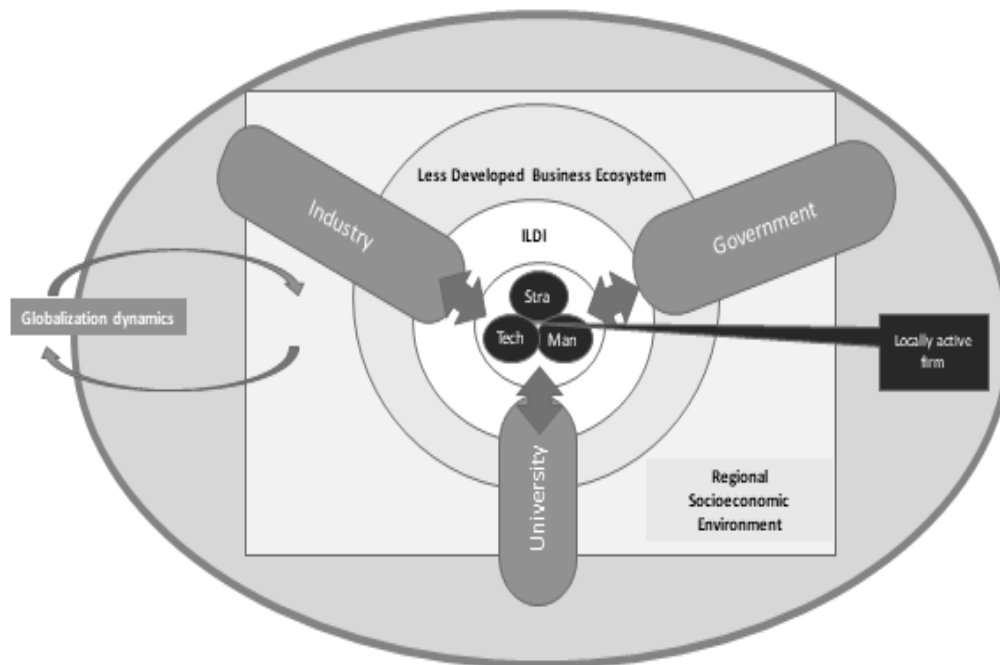 Less Developed Business Ecosystem
Industry
Government
ILDI
Stra
Globalization dynamics
Tech
Man
Locally active
firm
University
Regional
Socioeconomic
Environment